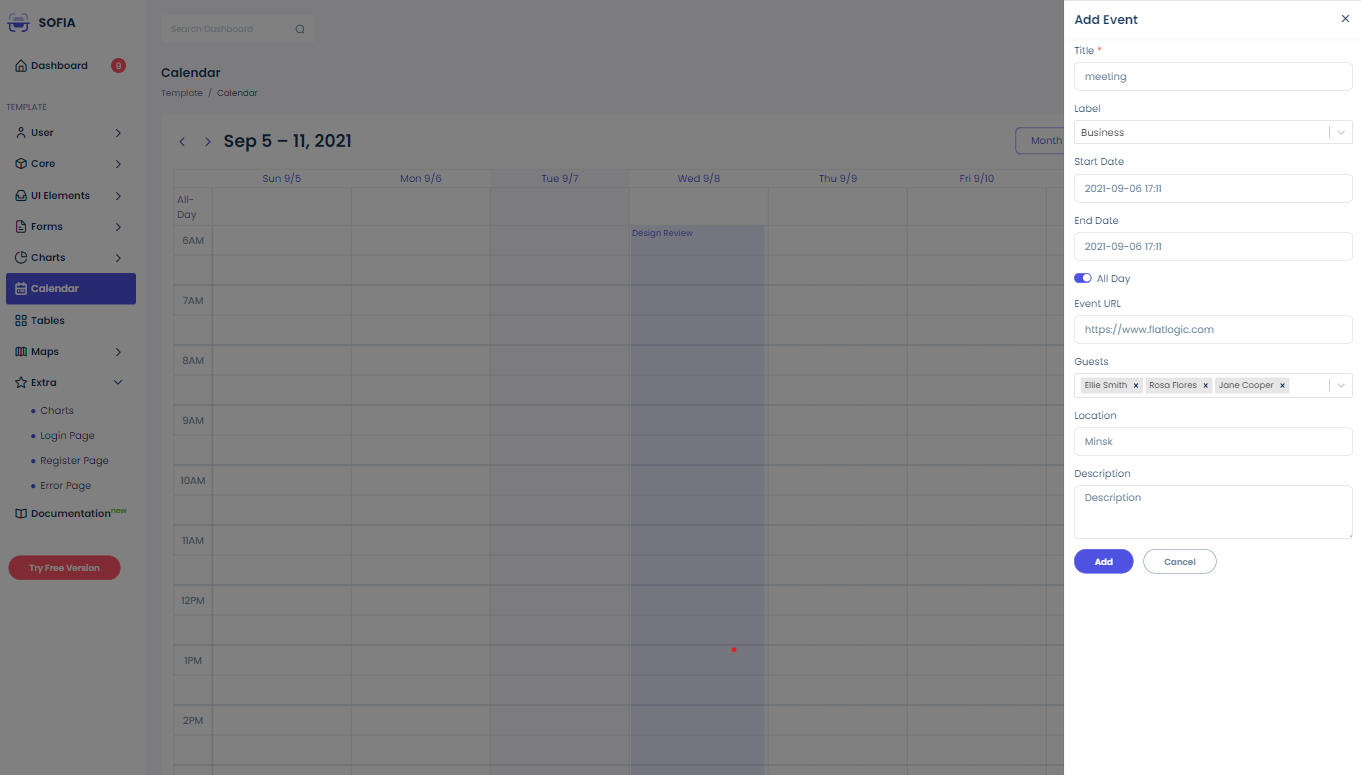 SOFIA
Dashboard 9
TEMPLATE
User
Core
UI Elements
Forms
Charts
Calendar
Tables
Maps
Extra
Charts
Login Page
Register Page
Error Page
Documentation new
Try Free Version
Search Dashboard
Calendar
Template / Calendar
Sep 5 – 11, 2021
Month
Sun 9/5 Mon 9/6 Tue 9/7 Wed 9/8 Thu 9/9 Fri 9/10
All-
Day
6AM
Design Review
7AM
8AM
9AM
10AM
11AM
12PM
1PM
2PM
Add Event
Title *
meeting
Label
Business
Start Date
2021-09-06 17:11
End Date
2021-09-06 17:11
All Day
Event URL
https://www.flatlogic.com
Guests
Ellie Smith × Rosa Flores × Jane Cooper ×
Location
Minsk
Description
Description
Add Cancel